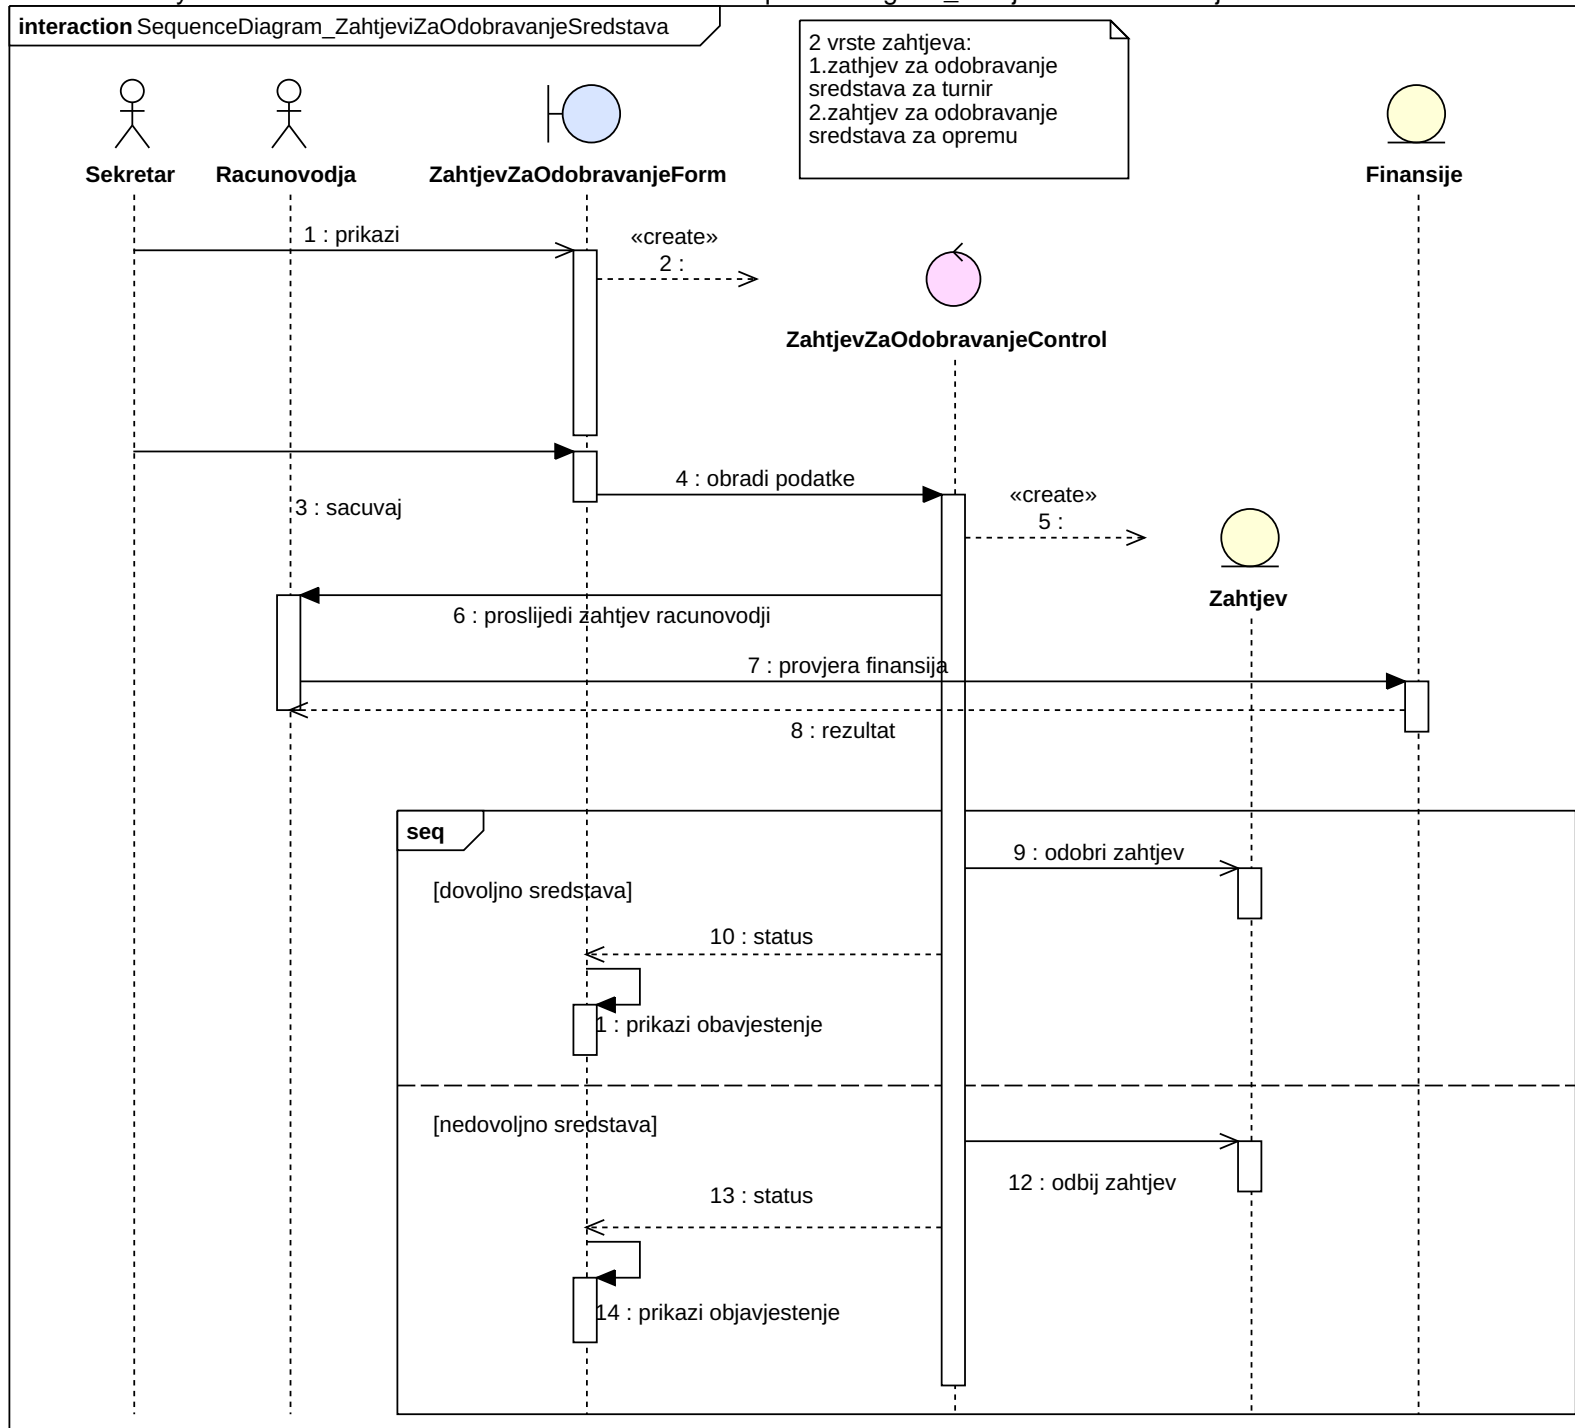 interaction SequenceDiagram_ZahtjeviZaOdobravanjeSredstava
2 vrste zahtjeva:
1.zathjev za odobravanje
sredstava za turnir
2.zahtjev za odobravanje
sredstava za opremu
Sekretar
Racunovodja
ZahtjevZaOdobravanjeForm
Finansije
1 : prikazi
«create»
2 :
ZahtjevZaOdobravanjeControl
3 : sacuvaj
4 : obradi podatke
«create»
5 :
Zahtjev
6 : proslijedi zahtjev racunovodji
7 : provjera finansija
8 : rezultat
seq
9 : odobri zahtjev
[dovoljno sredstava]
10 : status
1 : prikazi obavjestenje
[nedovoljno sredstava]
12 : odbij zahtjev
13 : status
14 : prikazi objavjestenje